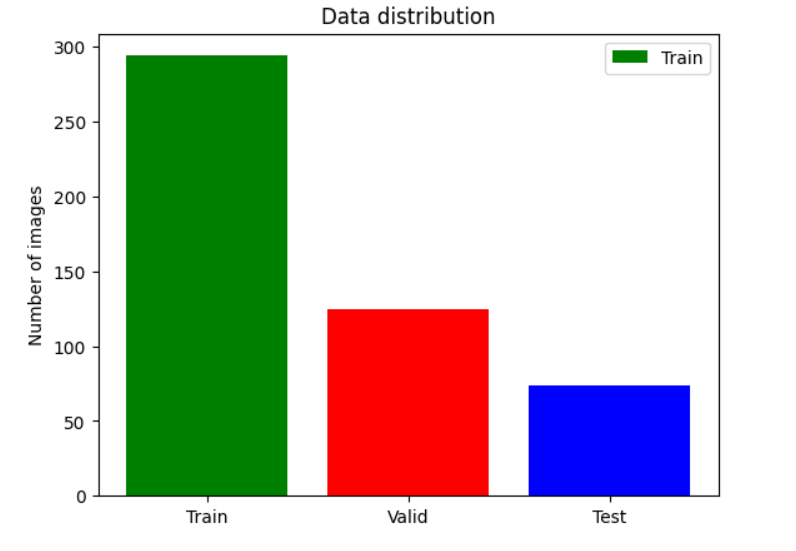 Data distribution
Train
300
250
200
150
100
50
0
Number of images
Train Valid Test